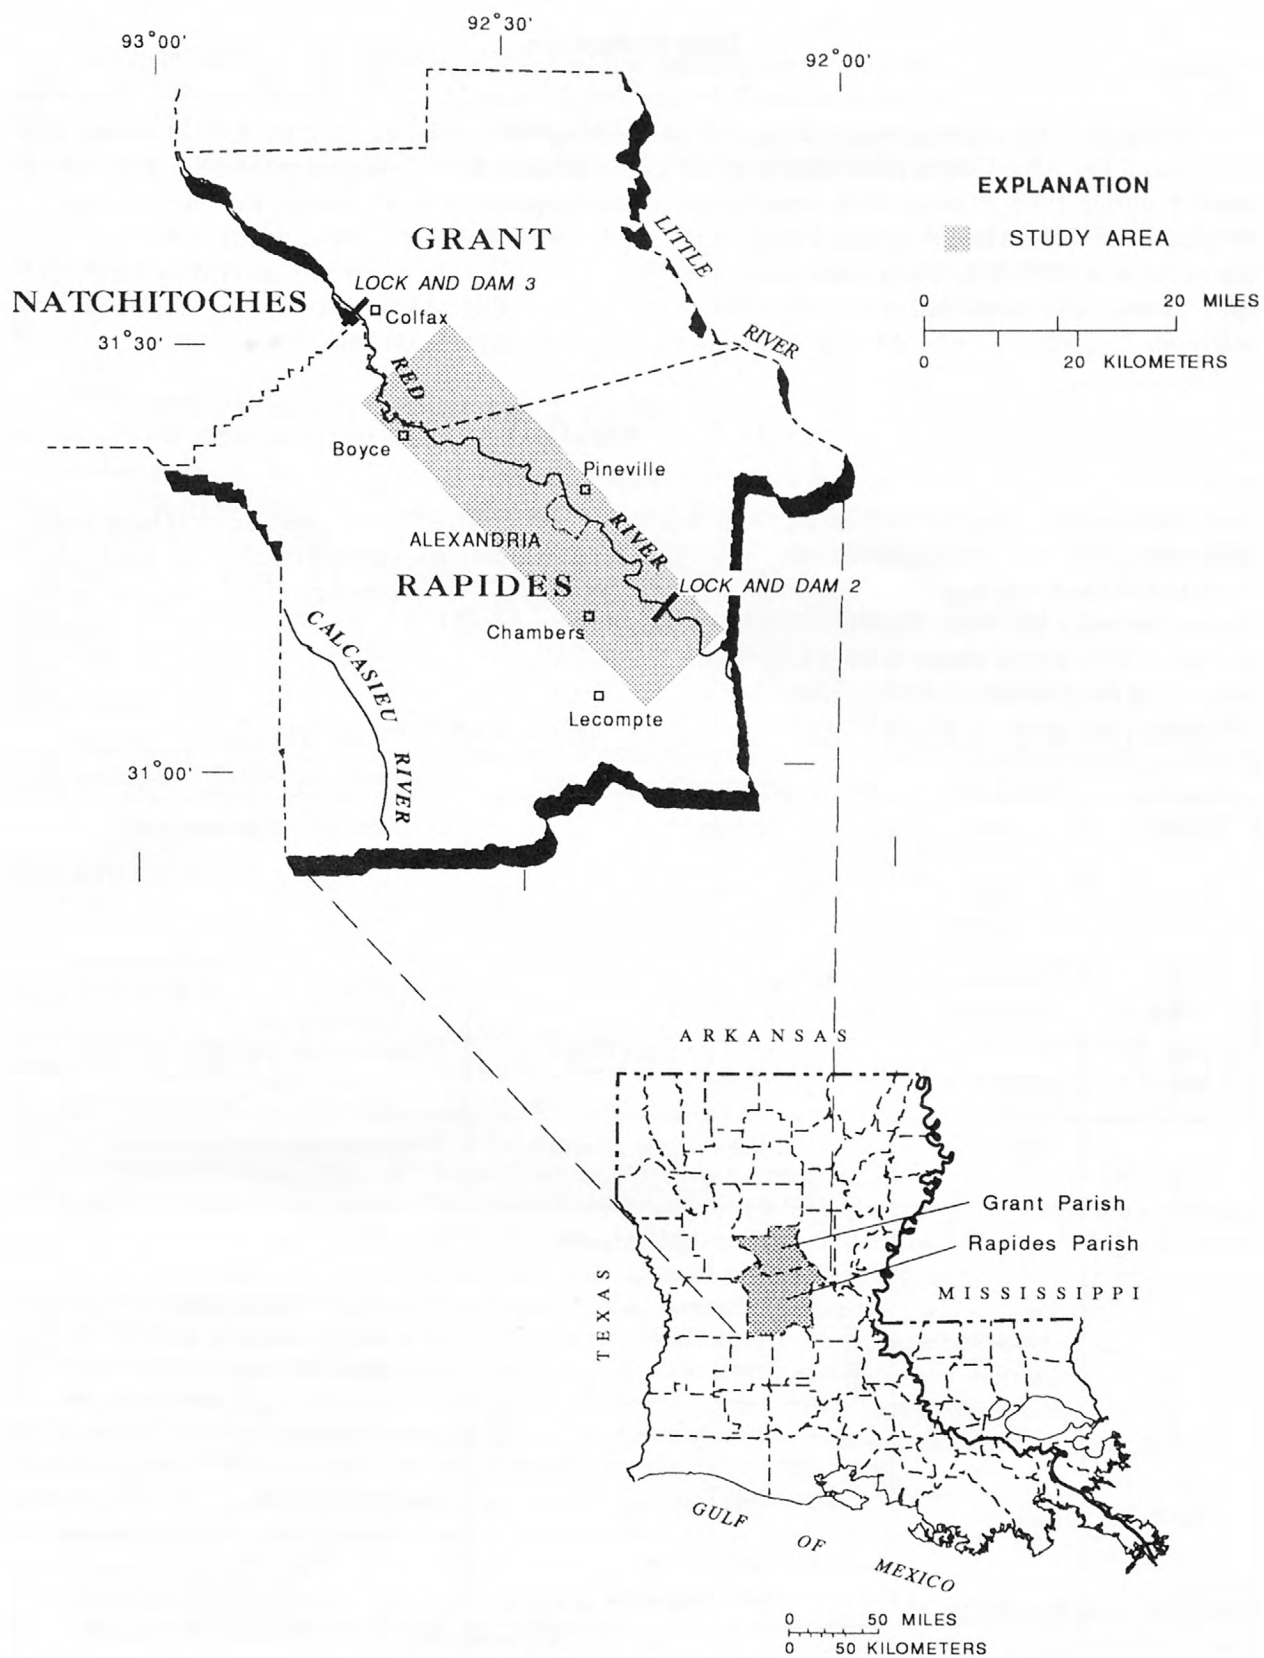 93°00'
92°30'
92°00'
EXPLANATION
STUDY AREA
0 20 MILES
0 20 KILOMETERS
GRANT
LITTLE
RIVER
LOCK AND DAM 3
NATCHITOCHES
Colfax
31°30'
RED
Boyce
Pineville
RIVER
ALEXANDRIA
RAPIDES
LOCK AND DAM 2
Chambers
CALCASIEU
RIVER
Lecompte
31°00'
ARKANSAS
Grant Parish
Rapides Parish
MISSISSIPPI
TEXAS
GULF OF MEXICO
0 50 MILES
0 50 KILOMETERS